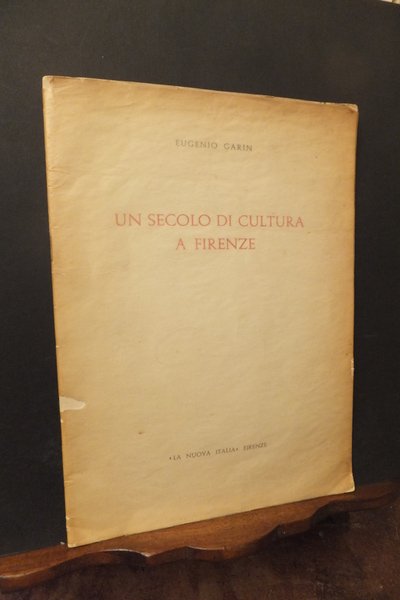 EUGENIO GARIN
UN SECOLO DI CULTURA
A FIRENZE
«LA NUOVA ITALIA» FIRENZE